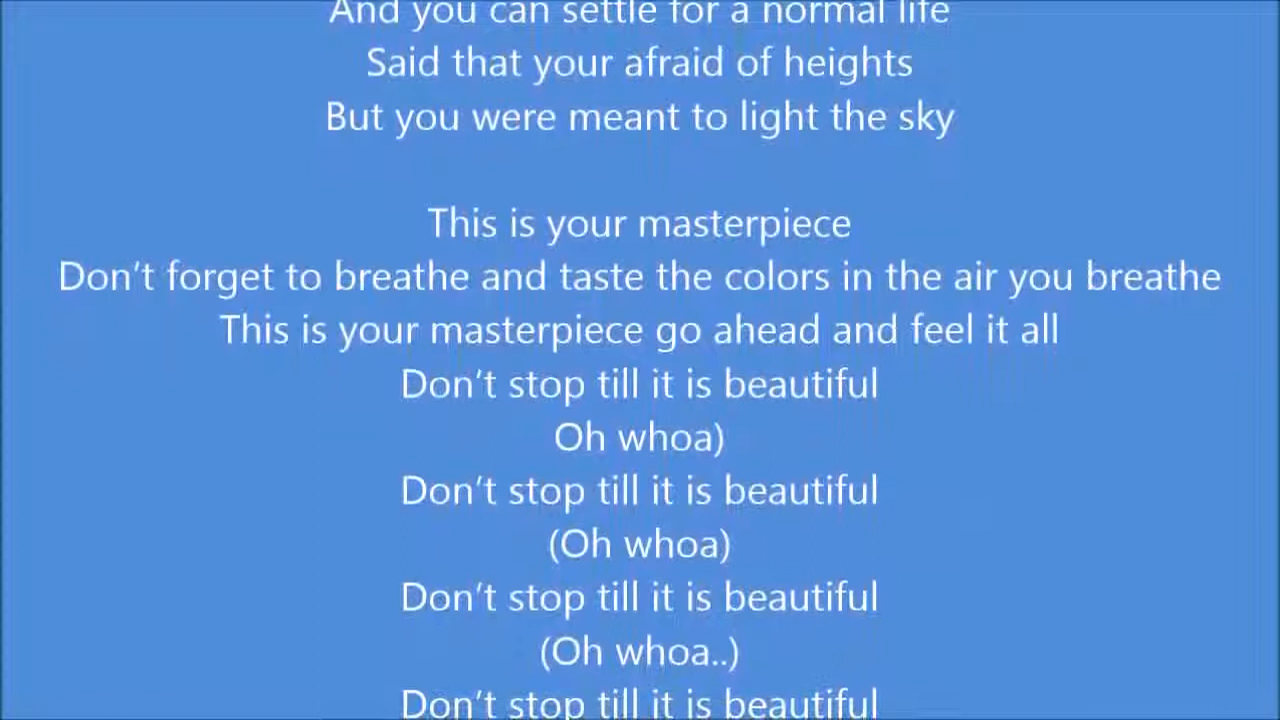 And you can settle for a normal life
Said that your afraid of heights
But you were meant to light the sky
This is your masterpiece
Don’t forget to breathe and taste the colors in the air you breathe
This is your masterpiece go ahead and feel it all
Don’t stop till it is beautiful
Oh whoa)
Don’t stop till it is beautiful
(Oh whoa)
Don’t stop till it is beautiful
(Oh whoa..)
Don’t stop till it is beautiful